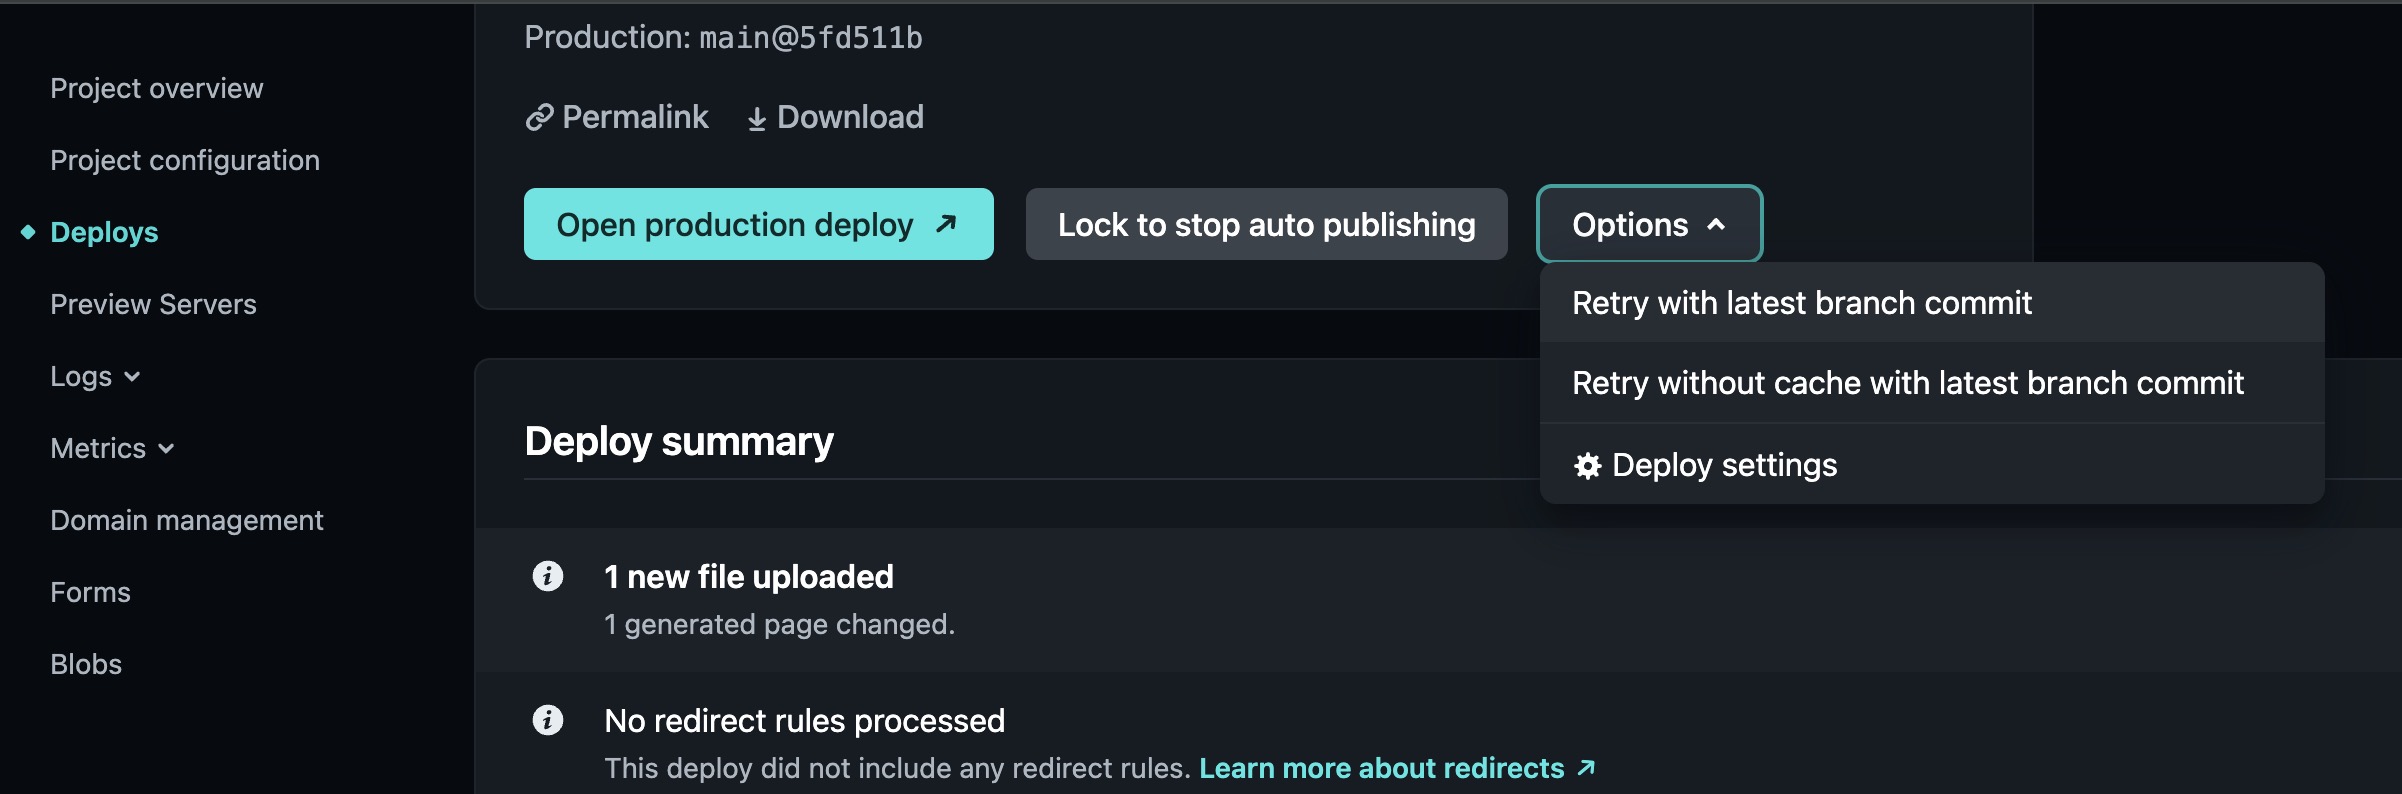 Production: main@5fd511b
Project overview
Permalink Download
Project configuration
Open production deploy Lock to stop auto publishing Options
Deploys
Preview Servers
Retry with latest branch commit
Logs
Retry without cache with latest branch commit
Metrics
Deploy summary
Deploy settings
Domain management
1 new file uploaded
Forms
1 generated page changed.
Blobs
No redirect rules processed
This deploy did not include any redirect rules. Learn more about redirects